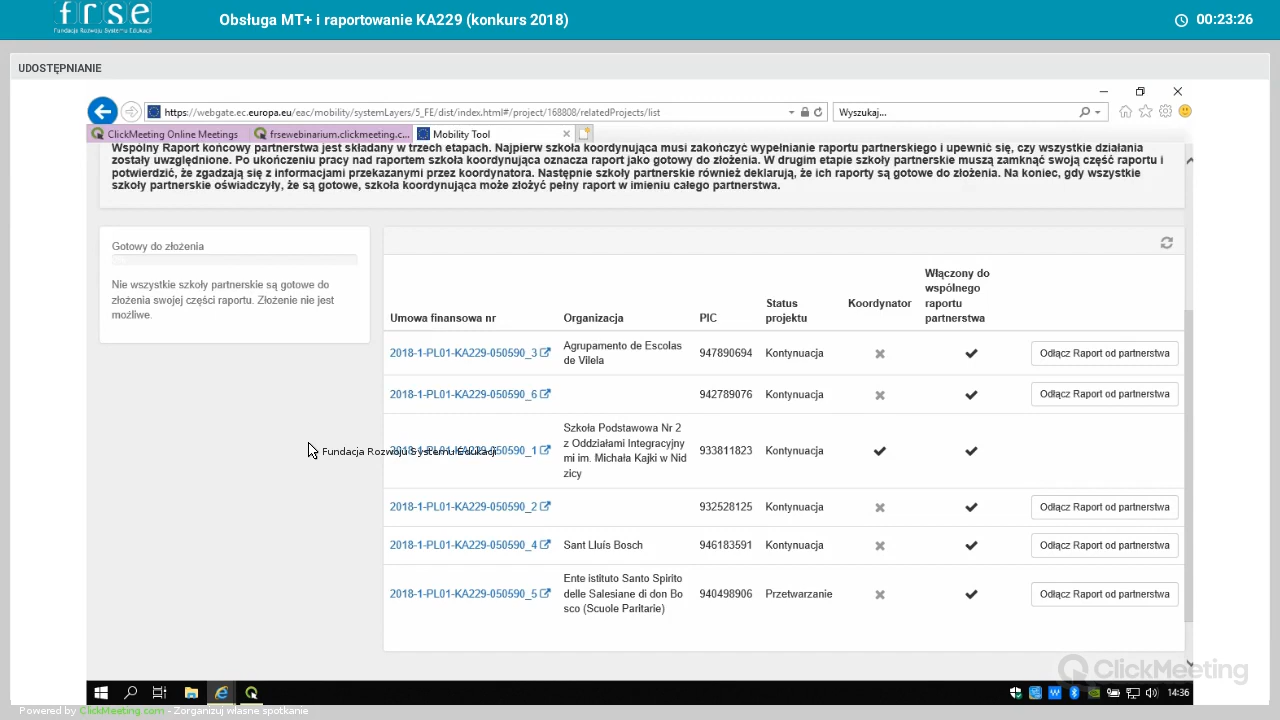 frse
Fundacja Rozwoju Systemu Edukacji
Obsługa MT+ i raportowanie KA229 (konkurs 2018)
00:23:26
UDOSTĘPNIANIE
https://webgate.ec.europa.eu/eac/mobility/systemLayers/5_FE/dist/index.html#/project/168808/relatedProjects/list
Wyszukaj...
ClickMeeting Online Meetings
frsewebinarium.clickmeeting.c...
Mobility Tool
Wspólny Raport końcowy partnerstwa jest składany w trzech etapach. Najpierw szkoła koordynująca musi zakończyć wypełnianie raportu partnerskiego i upewnić się, czy wszystkie działania
zostały uwzględnione. Po ukończeniu pracy nad raportem szkoła koordynująca oznacza raport jako gotowy do złożenia. W drugim etapie szkoły partnerskie muszą zamknąć swoją część raportu i
potwierdzić, że zgadzają się z informacjami przekazanymi przez koordynatora. Następnie szkoły partnerskie również deklarują, że ich raporty są gotowe do złożenia. Na koniec, gdy wszystkie
szkoły partnerskie oświadczyły, że są gotowe, szkoła koordynująca może złożyć pełny raport w imieniu całego partnerstwa.
Gotowy do złożenia
Nie wszystkie szkoły partnerskie są gotowe do
złożenia swojej części raportu. Złożenie nie jest
możliwe.
Umowa finansowa nr
Organizacja
PIC
Status
projektu
Koordynator
Włączony do
wspólnego
raportu
partnerstwa
2018-1-PL01-KA229-050590_3
Agrupamento de Escolas
de Vilela
947890694
Kontynuacja
Odłącz Raport od partnerstwa
2018-1-PL01-KA229-050590_6
942789076
Kontynuacja
Odłącz Raport od partnerstwa
2018-1-PL01-KA229-050590_1
Szkoła Podstawowa Nr 2
z Oddziałami Integracyjny
mi im. Michała Kajki w Nid
zicy
933811823
Kontynuacja
Fundacja Rozwoju Systemu Edukacji
2018-1-PL01-KA229-050590_2
932528125
Kontynuacja
Odłącz Raport od partnerstwa
2018-1-PL01-KA229-050590_4
Sant Lluís Bosch
946183591
Kontynuacja
Odłącz Raport od partnerstwa
2018-1-PL01-KA229-050590_5
Ente istituto Santo Spirito
delle Salesiane di don Bo
sco (Scuole Paritarie)
940498906
Przetwarzanie
Odłącz Raport od partnerstwa
ClickMeeting
14:36
Powered by ClickMeeting.com - Zorganizuj własne spotkanie